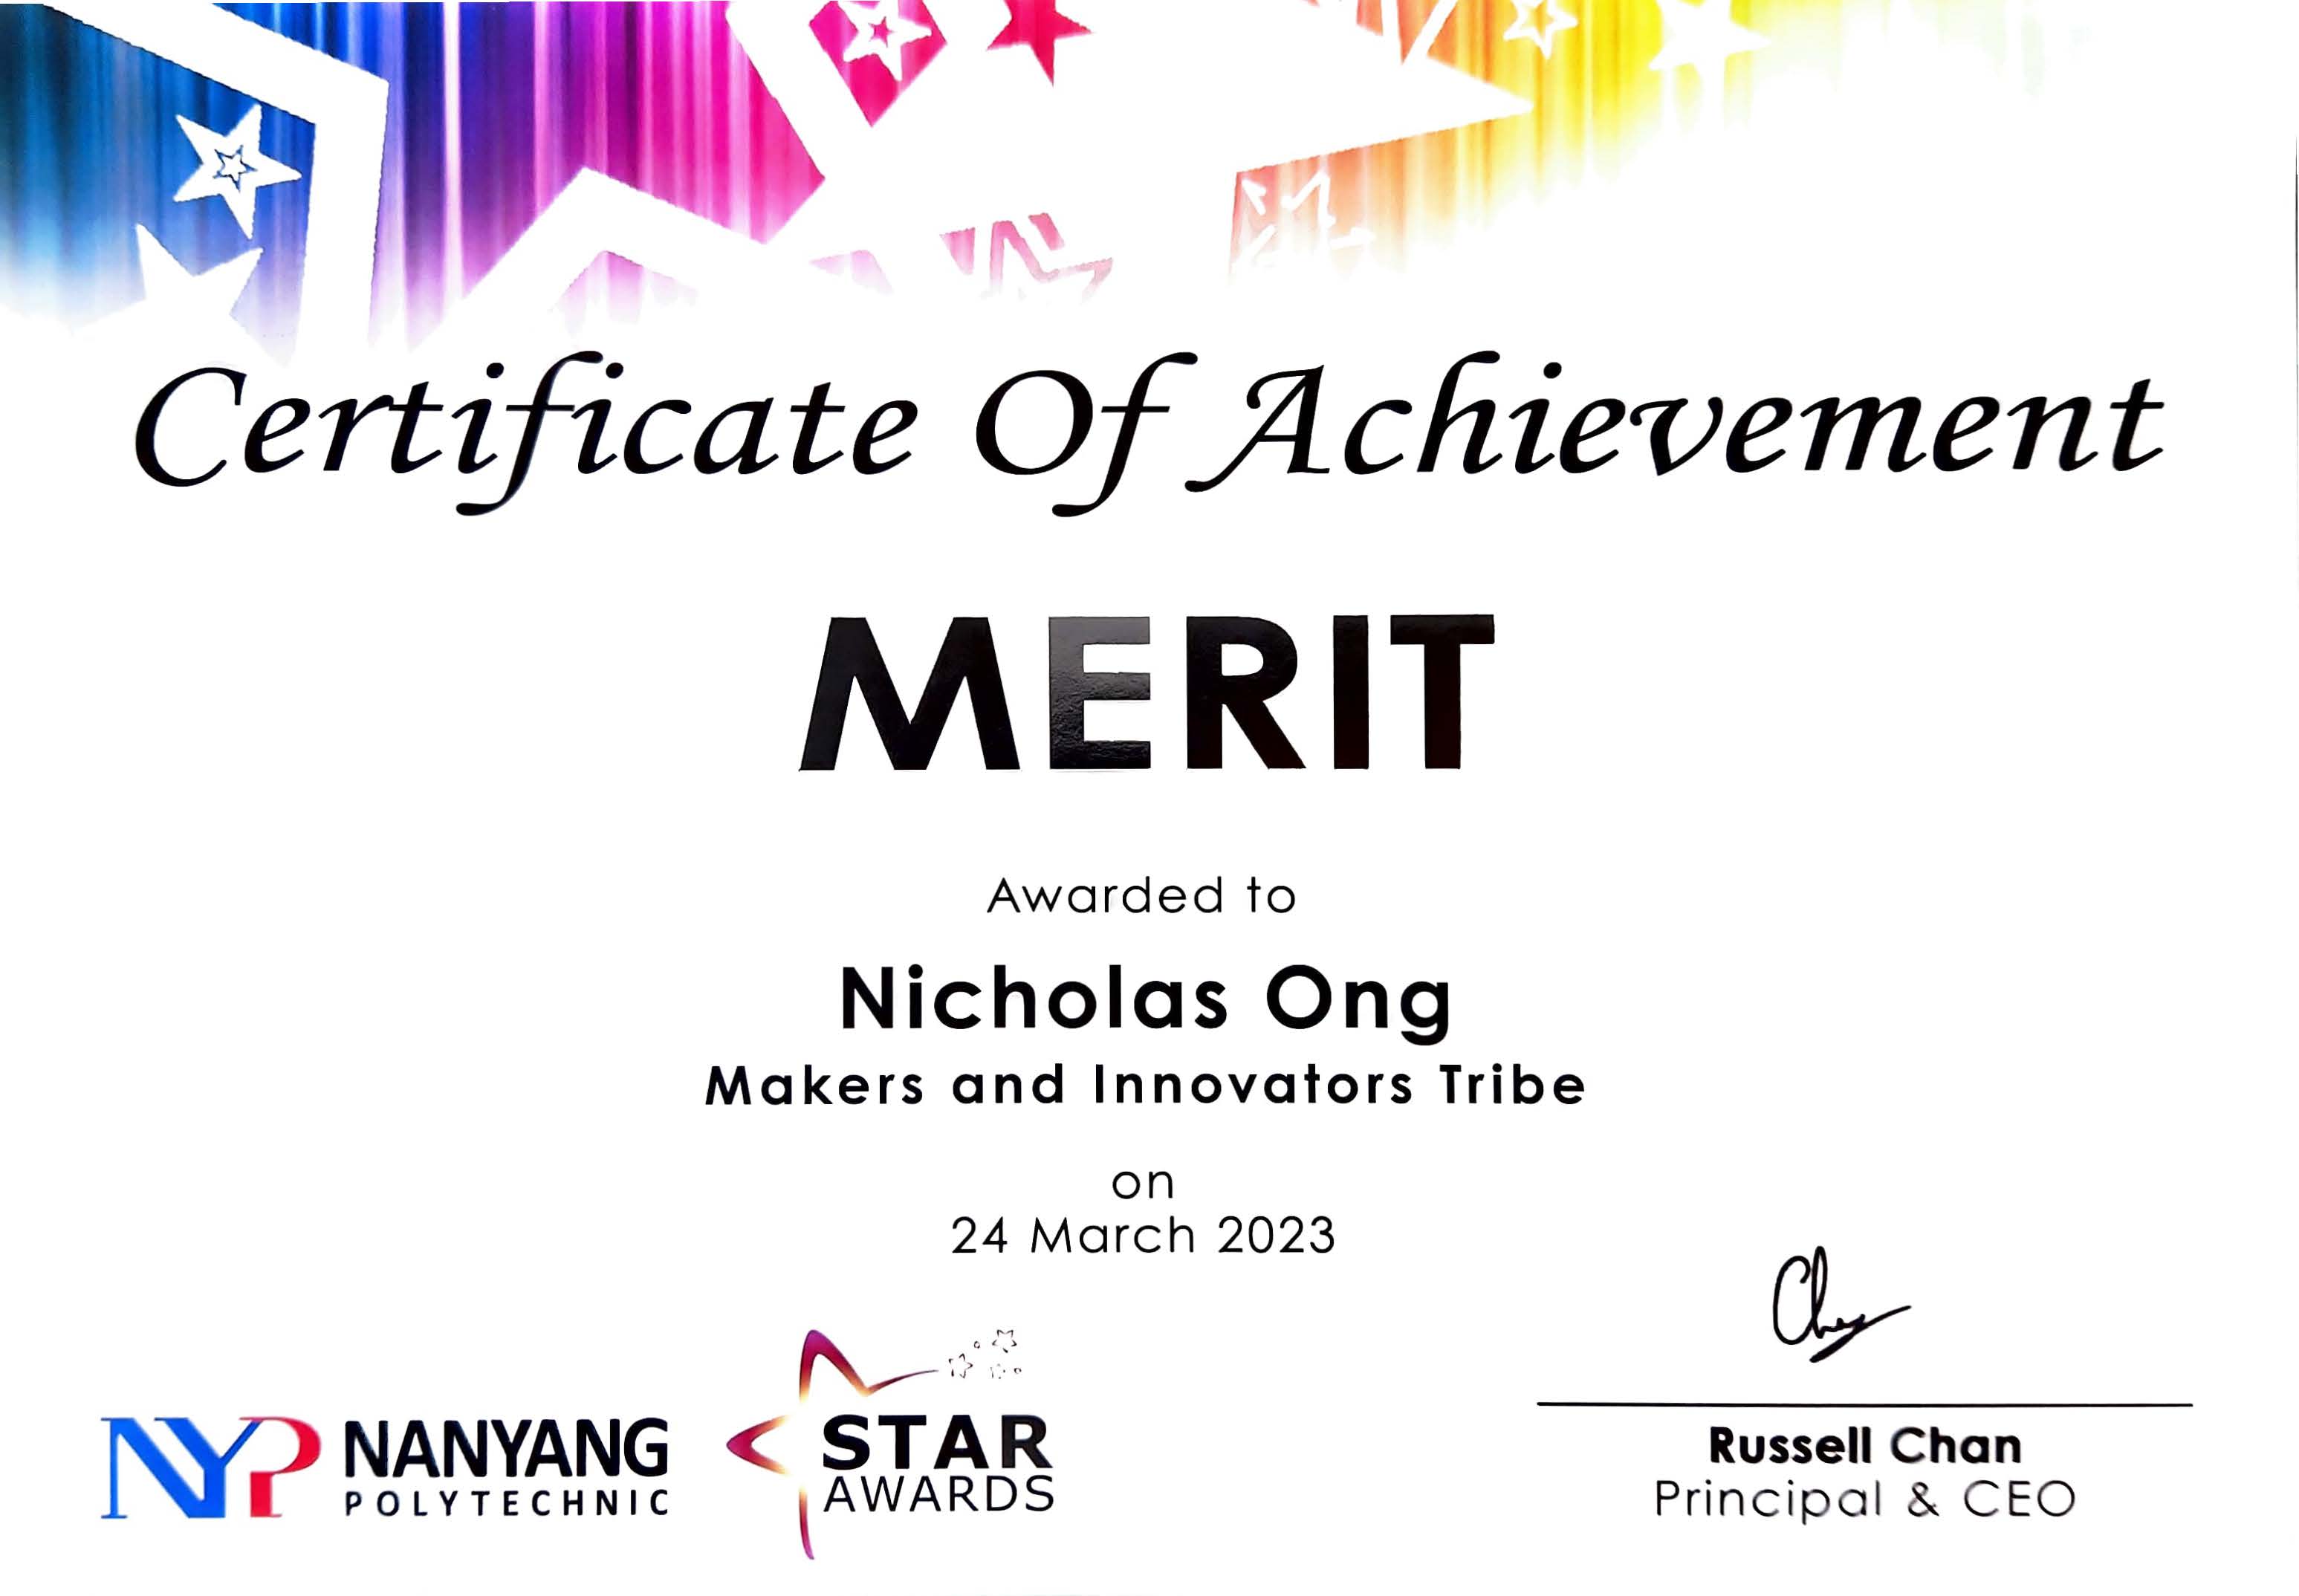 Certificate Of Achievement
MERIT
Awarded to
Nicholas Ong
Makers and Innovators Tribe
on
24 March 2023
NYP NANYANG
POLYTECHNIC
STAR
AWARDS
Russell Chan
Principal & CEO